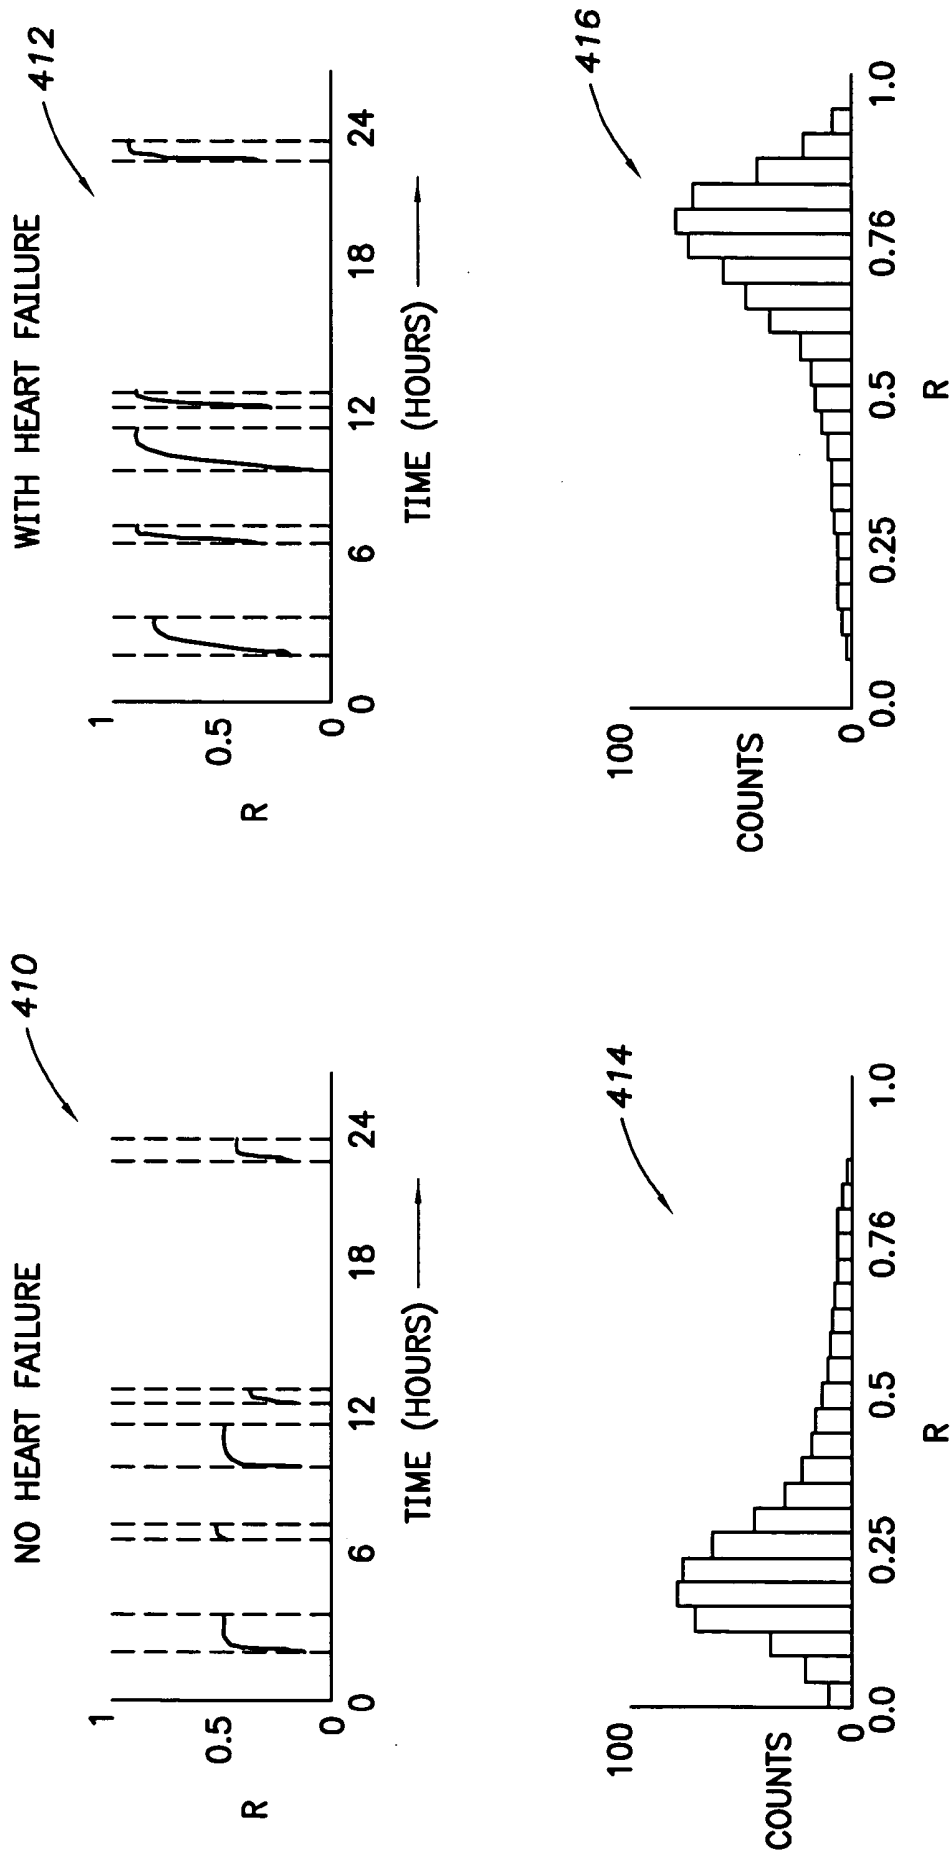 NO HEART FAILURE
410
1
0.5
0
R
0 6 12 18 24
TIME (HOURS)
WITH HEART FAILURE
412
1
0.5
0
R
0 6 12 18 24
TIME (HOURS)
414
100
COUNTS
0
0.0 0.25 0.5 0.76 1.0
R
416
100
COUNTS
0
0.0 0.25 0.5 0.76 1.0
R